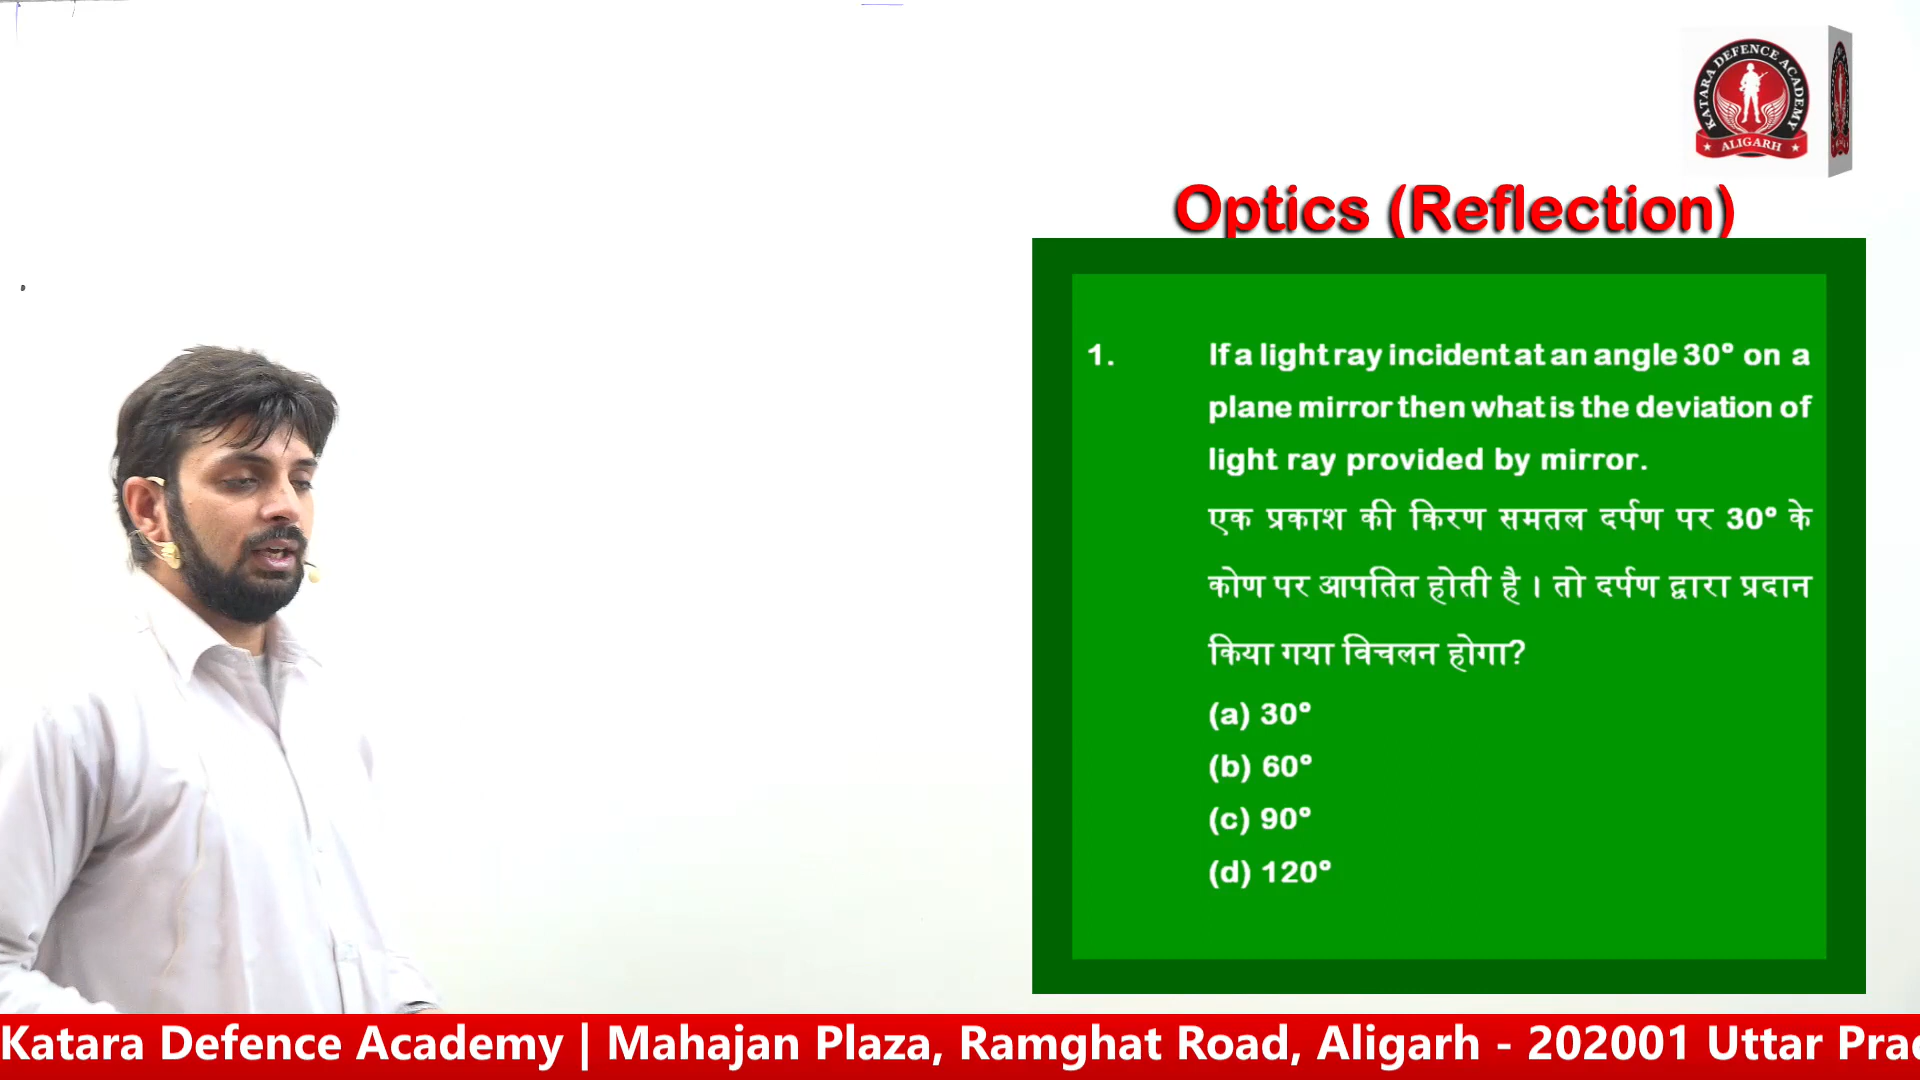 KATARA DEFENCE ACADEMY
ALIGARH
Optics (Reflection)
1. If a light ray incident at an angle 30° on a
plane mirror then what is the deviation of
light ray provided by mirror.
एक प्रकाश की किरण समतल दर्पण पर 30° के
कोण पर आपतित होती है । तो दर्पण द्वारा प्रदान
किया गया विचलन होगा?
(a) 30°
(b) 60°
(c) 90°
(d) 120°
Katara Defence Academy | Mahajan Plaza, Ramghat Road, Aligarh - 202001 Uttar